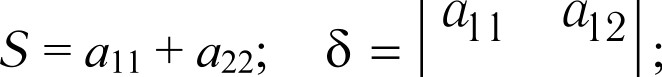 S = a₁₁ + a₂₂; δ = | a₁₁ a₁₂ | ;